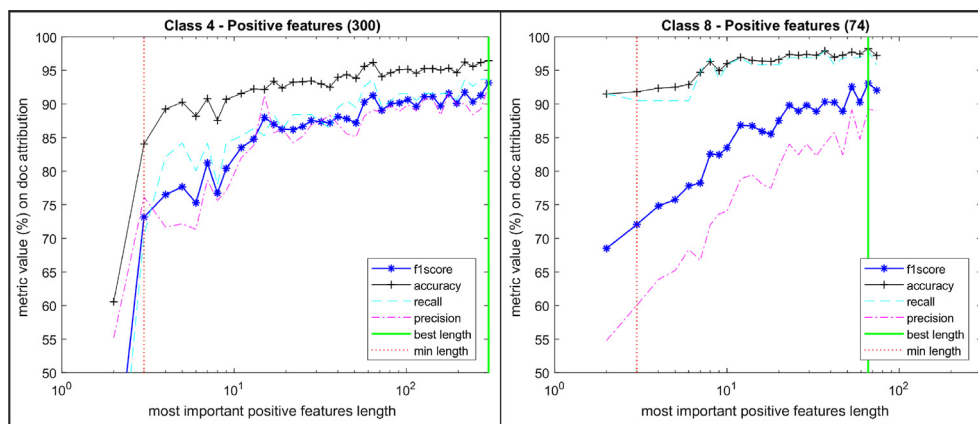 Class 4 - Positive features (300)
metric value (%) on doc attribution
100
95
90
85
80
75
70
65
60
55
50
f1score
accuracy
recall
precision
best length
min length
10^0
10^1
10^2
most important positive features length
Class 8 - Positive features (74)
metric value (%) on doc attribution
100
95
90
85
80
75
70
65
60
55
50
f1score
accuracy
recall
precision
best length
min length
10^0
10^1
10^2
most important positive features length